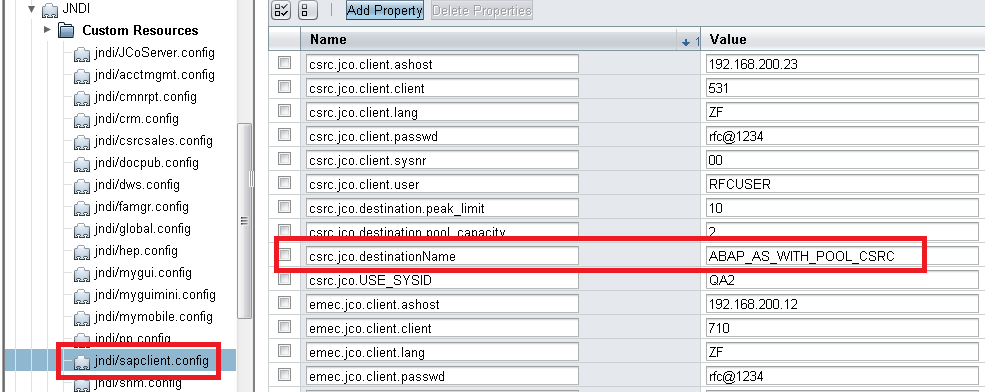 JNDI
Custom Resources
jndi/JCoServer.config
jndi/acctmgmt.config
jndi/cmnrpt.config
jndi/crm.config
jndi/csrcsales.config
jndi/docpub.config
jndi/dws.config
jndi/famgr.config
jndi/global.config
jndi/hep.config
jndi/mygui.config
jndi/myguimini.config
jndi/mymobile.config
jndi/pp.config
jndi/sapclient.config
jndi/snm.config
Add Property Delete Properties
Name 1 Value
csrc.jco.client.ashost 192.168.200.23
csrc.jco.client.client 531
csrc.jco.client.lang ZF
csrc.jco.client.passwd rfc@1234
csrc.jco.client.sysnr 00
csrc.jco.client.user RFCUSER
csrc.jco.destination.peak_limit 10
csrc.jco.destination.pool_capacity 2
csrc.jco.destinationName ABAP_AS_WITH_POOL_CSRC
csrc.jco.USE_SYSID QA2
emec.jco.client.ashost 192.168.200.12
emec.jco.client.client 710
emec.jco.client.lang ZF
emec.jco.client.passwd rfc@1234